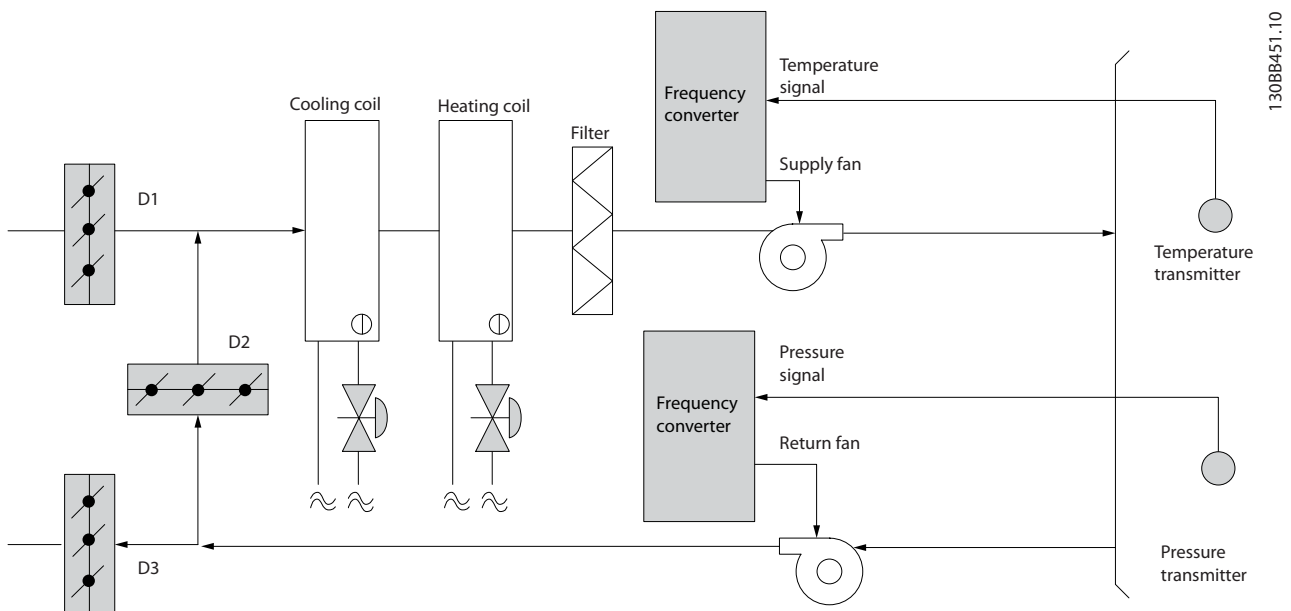 130BB451.10
Temperature
signal
Frequency
converter
Cooling coil
Heating coil
Filter
Supply fan
D1
Temperature
transmitter
D2
Pressure
signal
Frequency
converter
Return fan
D3
Pressure
transmitter